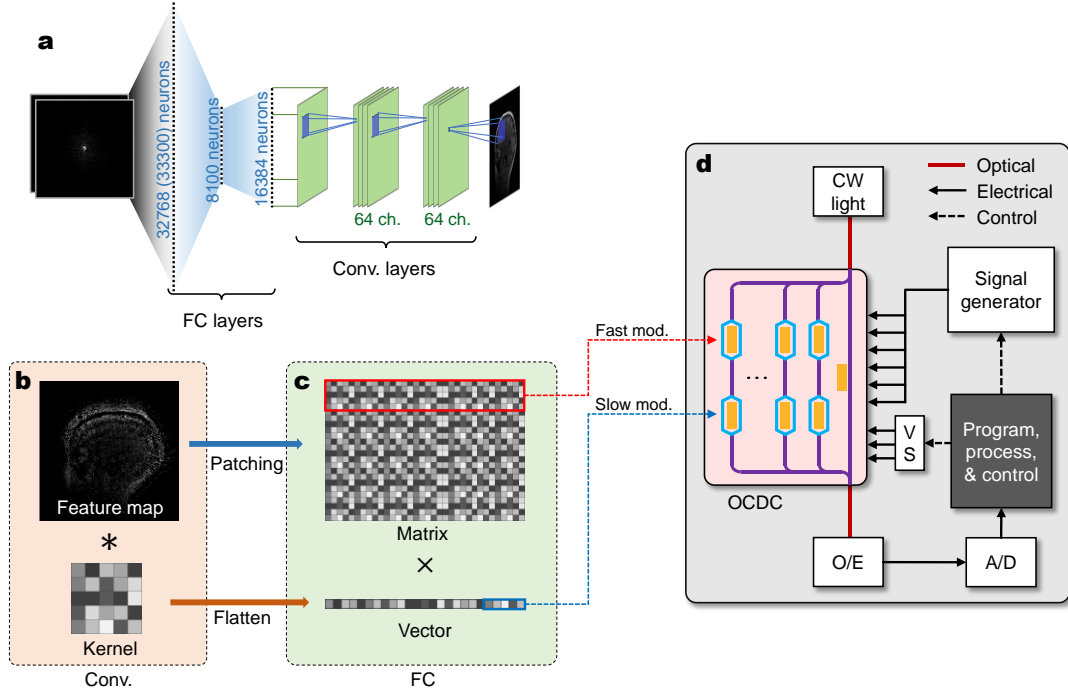 a
32768 (33300) neurons
8100 neurons
16384 neurons
64 ch.
64 ch.
Conv. layers
FC layers
b
Feature map
*
Kernel
Conv.
Patching
Flatten
c
Matrix
×
Vector
FC
Fast mod.
Slow mod.
d
Optical
Electrical
Control
CW
light
Signal
generator
...
V
S
Program,
process,
& control
OCDC
O/E
A/D